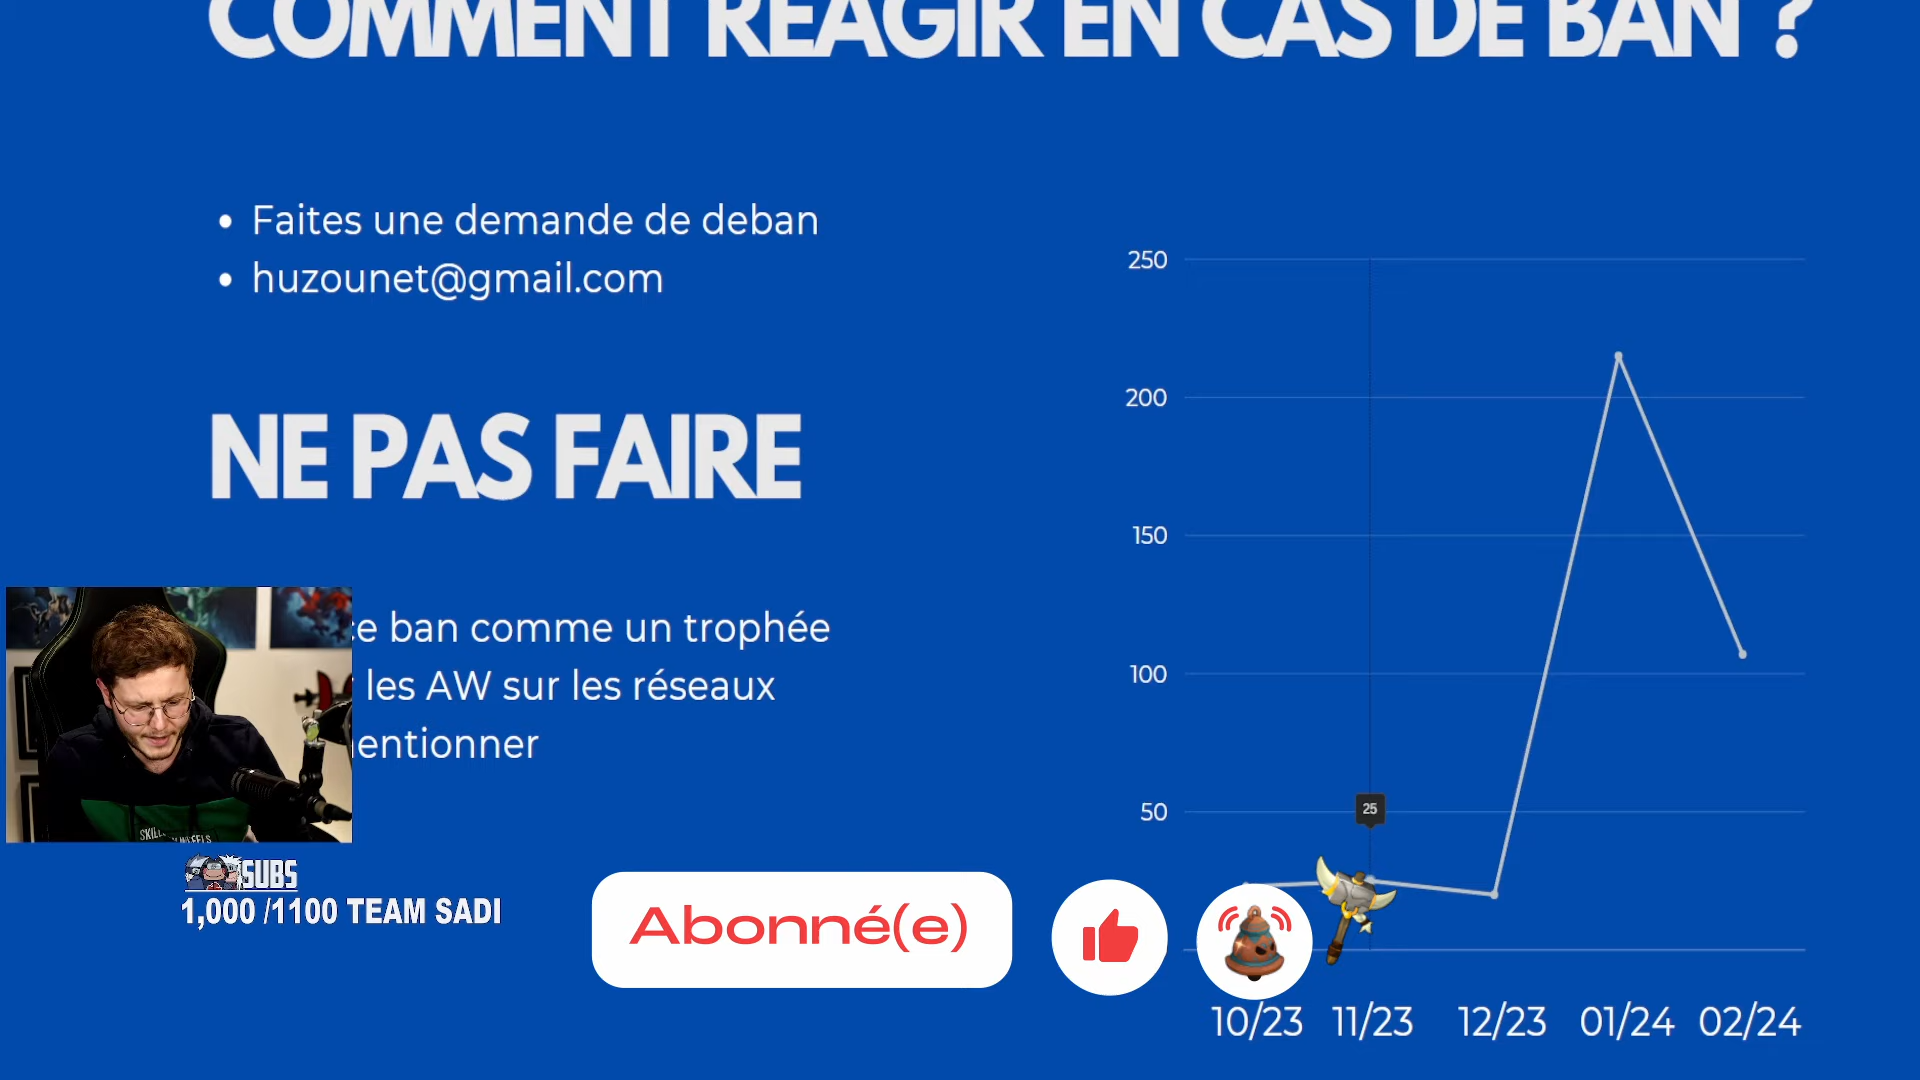 COMMENT RÉAGIR EN CAS DE BAN ?
• Faites une demande de deban
• huzounet@gmail.com
NE PAS FAIRE
ce ban comme un trophée
les AW sur les réseaux
entionner
250
200
150
100
50
25
10/23 11/23 12/23 01/24 02/24
SUBS
1,000 /1100 TEAM SADI
Abonné(e)